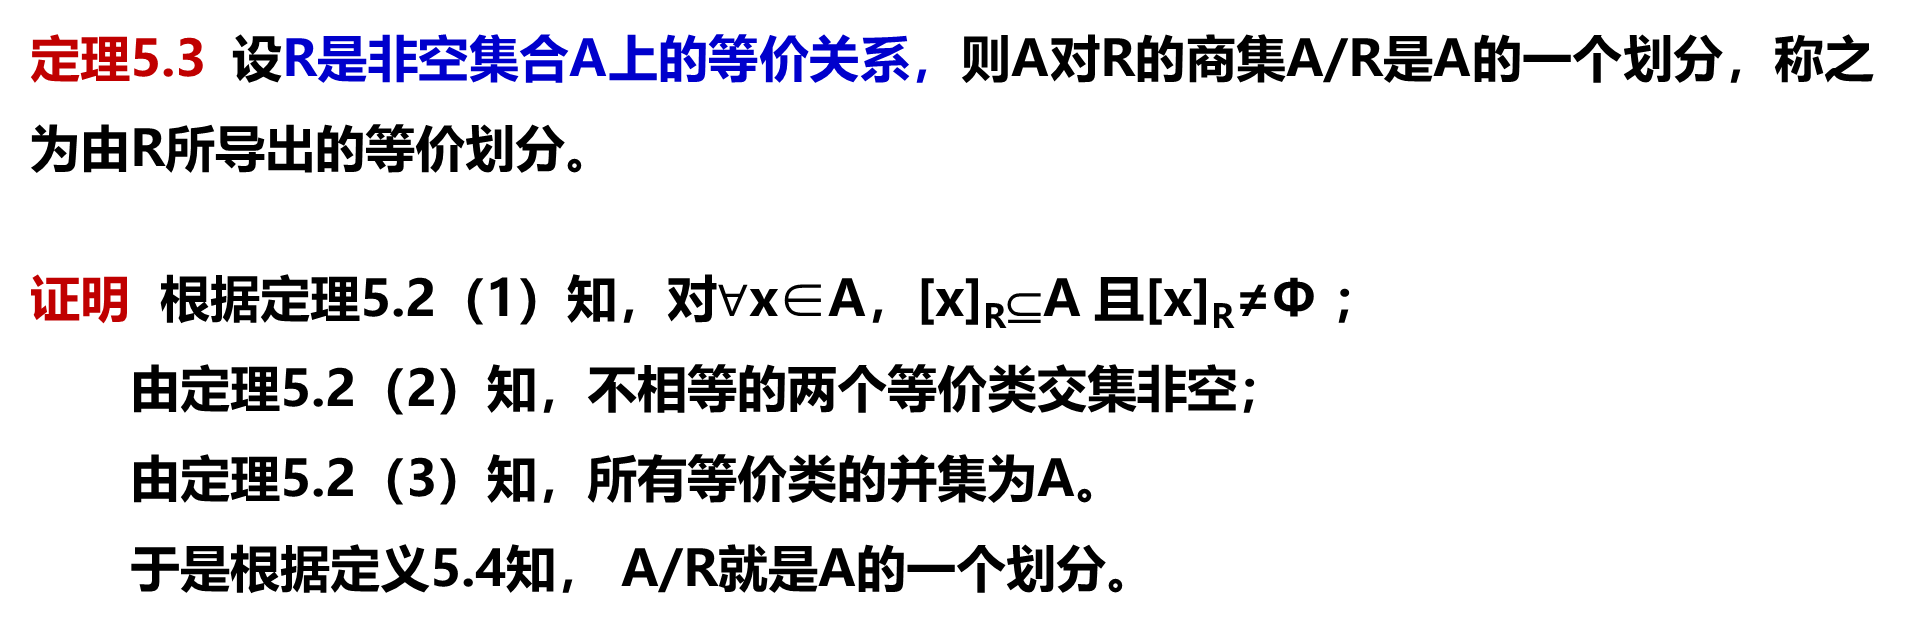 定理5.3 设R是非空集合A上的等价关系，则A对R的商集A/R是A的一个划分，称之
为由R所导出的等价划分。
证明 根据定理5.2（1）知，对∀x∈A，[x]R⊆A 且[x]R≠Φ；
由定理5.2（2）知，不相等的两个等价类交集非空；
由定理5.2（3）知，所有等价类的并集为A。
于是根据定义5.4知， A/R就是A的一个划分。